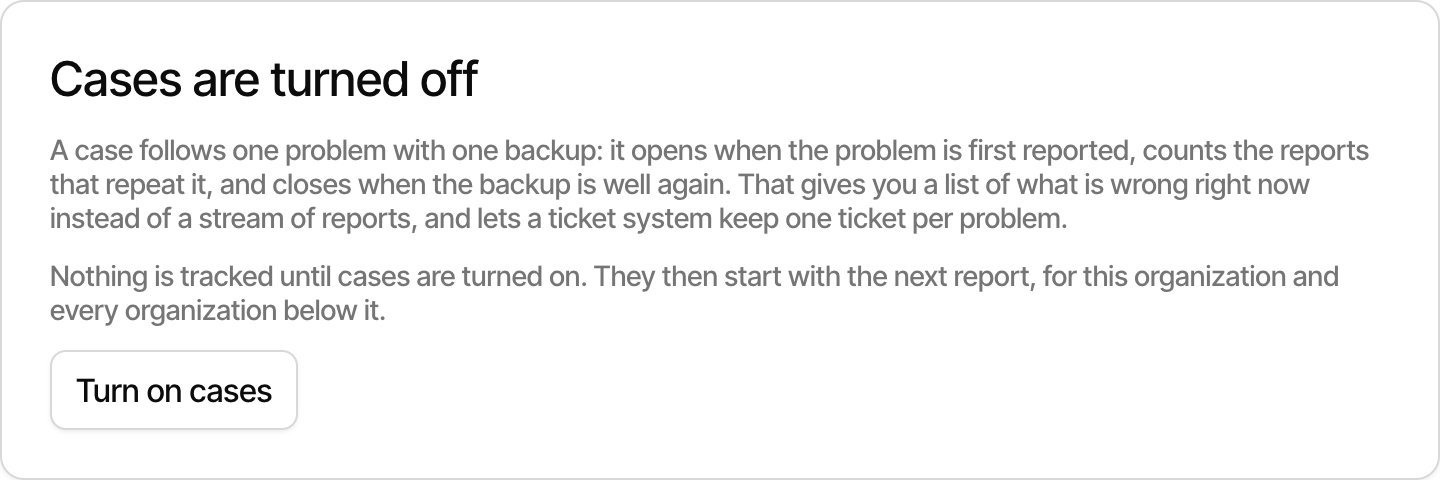 Cases are turned off
A case follows one problem with one backup: it opens when the problem is first reported, counts the reports
that repeat it, and closes when the backup is well again. That gives you a list of what is wrong right now
instead of a stream of reports, and lets a ticket system keep one ticket per problem.
Nothing is tracked until cases are turned on. They then start with the next report, for this organization and
every organization below it.
Turn on cases